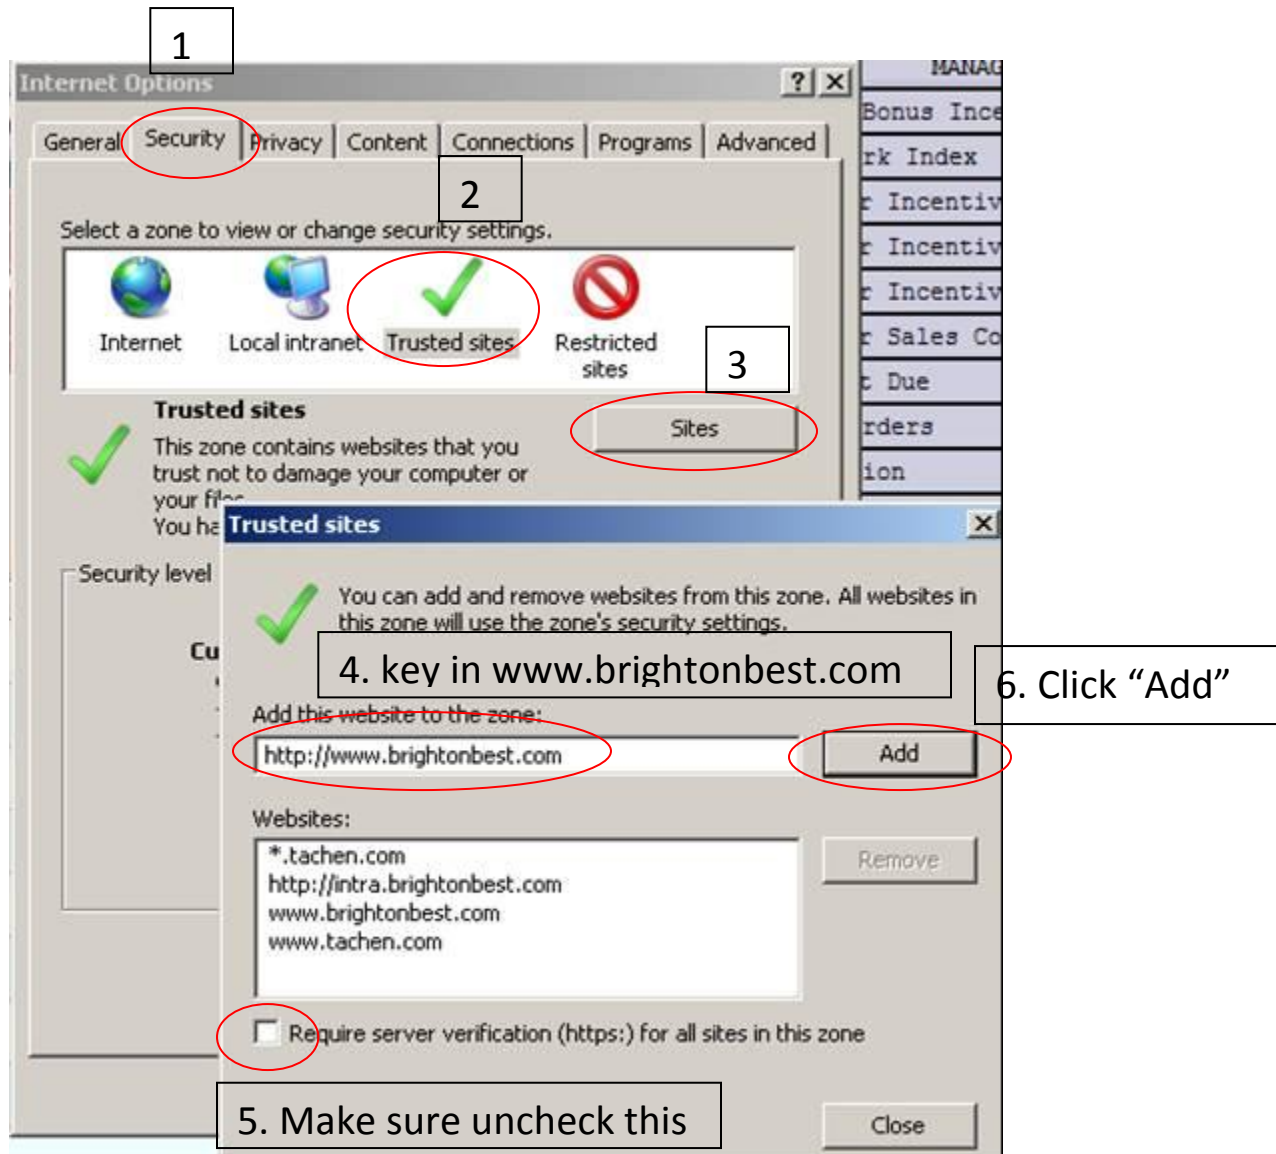 1
Internet Options
General Security Privacy Content Connections Programs Advanced
2
Select a zone to view or change security settings.
Internet Local intranet Trusted sites Restricted sites
3
Trusted sites
Sites
This zone contains websites that you
trust not to damage your computer or
your files
You ha
Security level
Cu
Trusted sites
You can add and remove websites from this zone. All websites in
this zone will use the zone's security settings.
4. key in www.brightonbest.com
6. Click “Add”
Add this website to the zone:
http://www.brightonbest.com
Add
Websites:
*.tachen.com
http://intra.brightonbest.com
www.brightonbest.com
www.tachen.com
Remove
Require server verification (https:) for all sites in this zone
5. Make sure uncheck this
Close
MANAG
Bonus Ince
rk Index
r Incentiv
r Incentiv
r Incentiv
r Sales Co
t Due
rders
ion